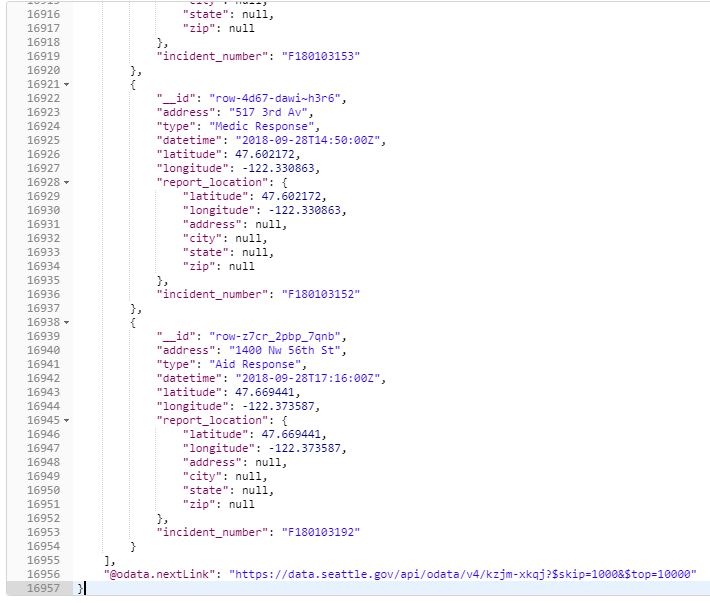 16916 "state": null,
16917 "zip": null
16918 },
16919 "incident_number": "F180103153"
16920 },
16921 {
16922 "__id": "row-4d67-dawi~h3r6",
16923 "address": "517 3rd Av",
16924 "type": "Medic Response",
16925 "datetime": "2018-09-28T14:50:00Z",
16926 "latitude": 47.602172,
16927 "longitude": -122.330863,
16928 "report_location": {
16929 "latitude": 47.602172,
16930 "longitude": -122.330863,
16931 "address": null,
16932 "city": null,
16933 "state": null,
16934 "zip": null
16935 },
16936 "incident_number": "F180103152"
16937 },
16938 {
16939 "__id": "row-z7cr_2pbp_7qnb",
16940 "address": "1400 Nw 56th St",
16941 "type": "Aid Response",
16942 "datetime": "2018-09-28T17:16:00Z",
16943 "latitude": 47.669441,
16944 "longitude": -122.373587,
16945 "report_location": {
16946 "latitude": 47.669441,
16947 "longitude": -122.373587,
16948 "address": null,
16949 "city": null,
16950 "state": null,
16951 "zip": null
16952 },
16953 "incident_number": "F180103192"
16954 }
16955 ],
16956 "@odata.nextLink": "https://data.seattle.gov/api/odata/v4/kzjm-xkqj?$skip=1000&$top=10000"
16957 }